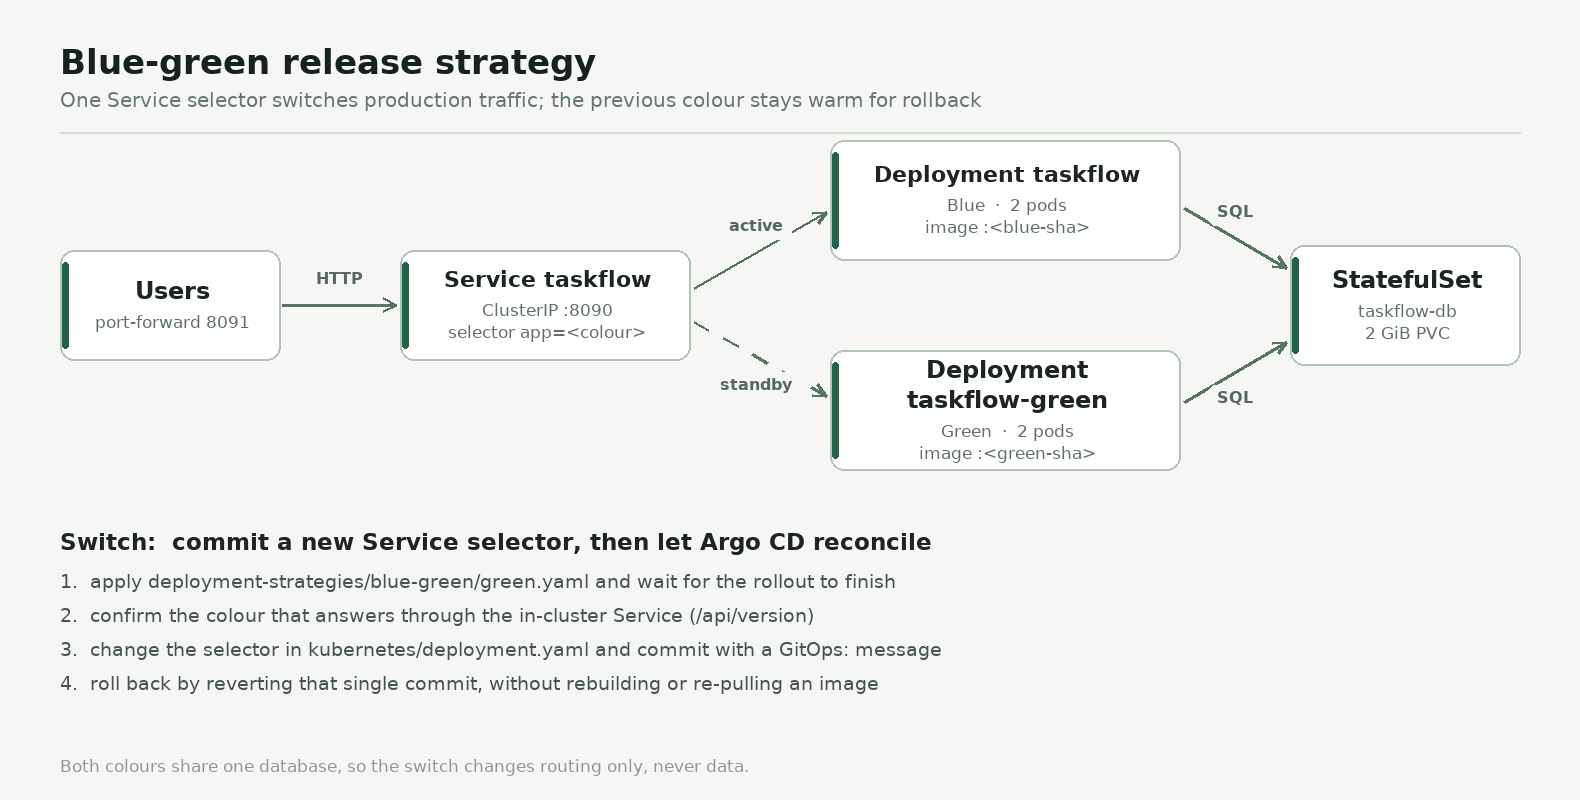 Blue-green release strategy
One Service selector switches production traffic; the previous colour stays warm for rollback
Users
port-forward 8091
HTTP
Service taskflow
ClusterIP :8090
selector app=<colour>
active
standby
Deployment taskflow
Blue · 2 pods
image :<blue-sha>
Deployment
taskflow-green
Green · 2 pods
image :<green-sha>
SQL
SQL
StatefulSet
taskflow-db
2 GiB PVC
Switch:  commit a new Service selector, then let Argo CD reconcile
1.  apply deployment-strategies/blue-green/green.yaml and wait for the rollout to finish
2.  confirm the colour that answers through the in-cluster Service (/api/version)
3.  change the selector in kubernetes/deployment.yaml and commit with a GitOps: message
4.  roll back by reverting that single commit, without rebuilding or re-pulling an image
Both colours share one database, so the switch changes routing only, never data.